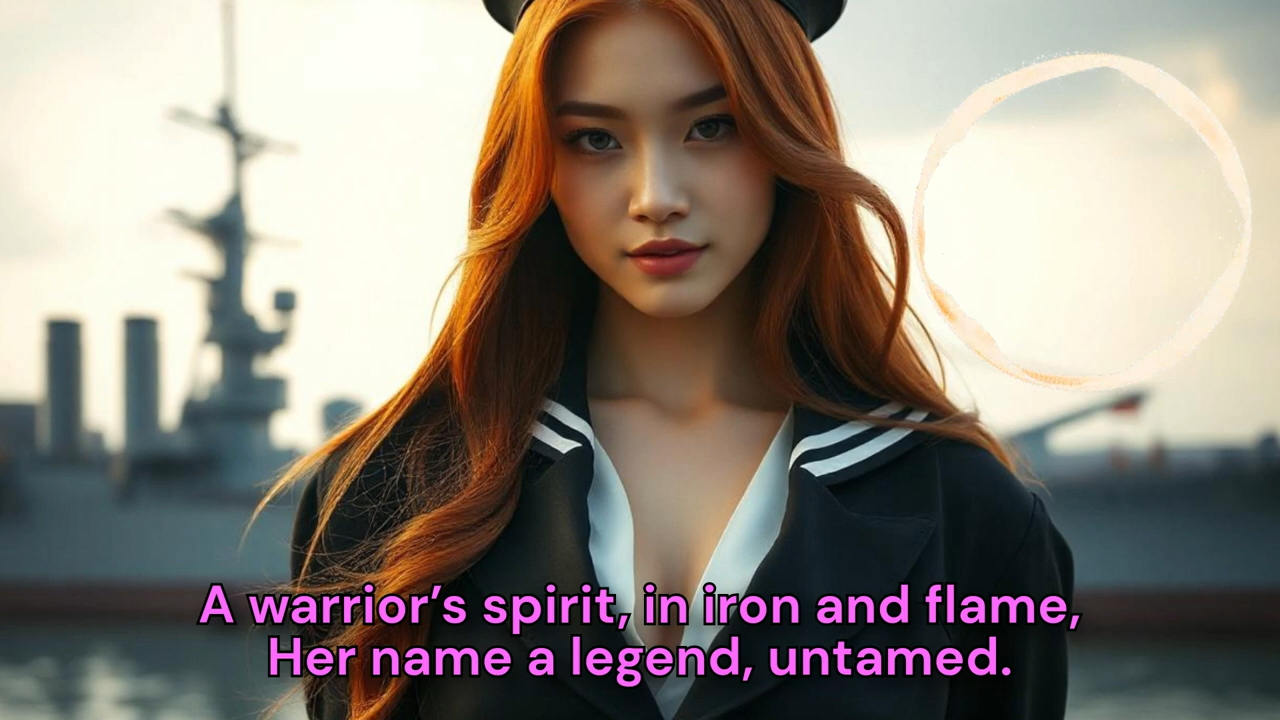 A warrior’s spirit, in iron and flame,
Her name a legend, untamed.